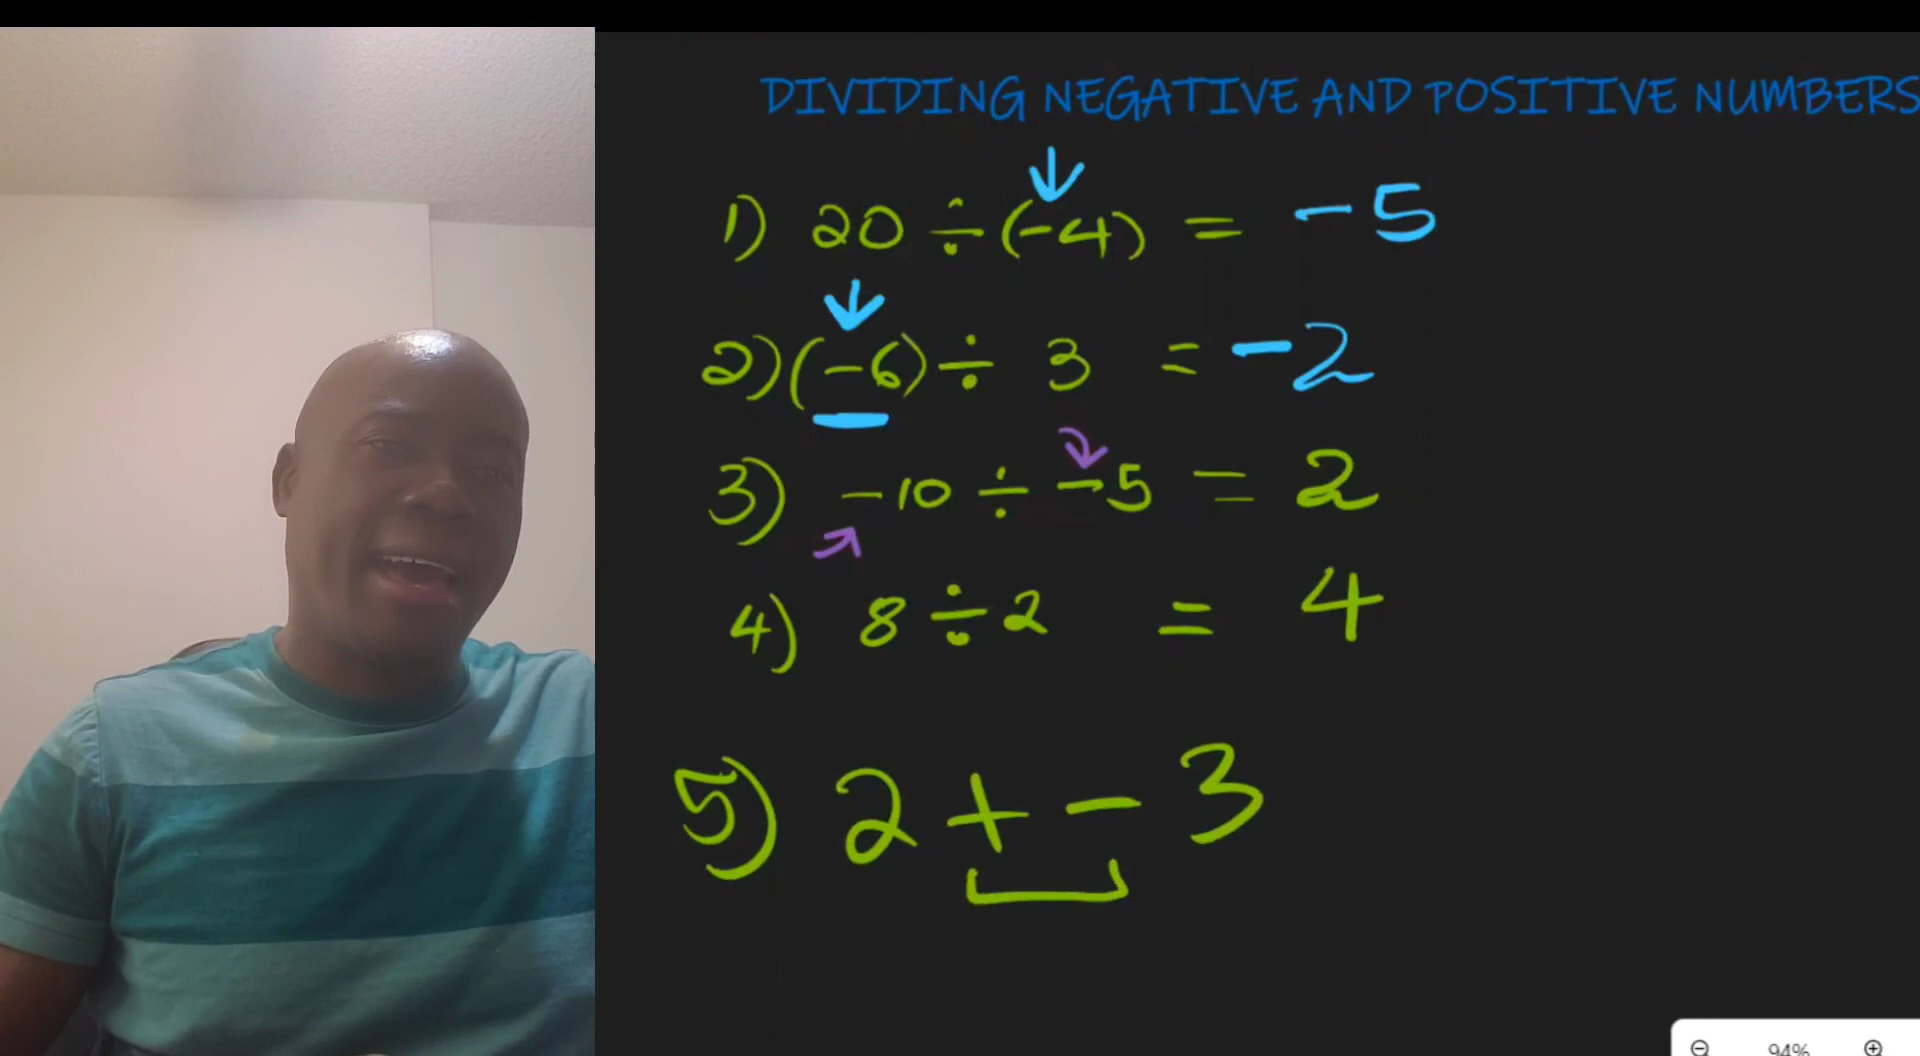 DIVIDING NEGATIVE AND POSITIVE NUMBERS
1) 20 ÷ (-4) = -5
2) (-6) ÷ 3 = -2
3) -10 ÷ -5 = 2
4) 8 ÷ 2 = 4
5) 2 + - 3
94%